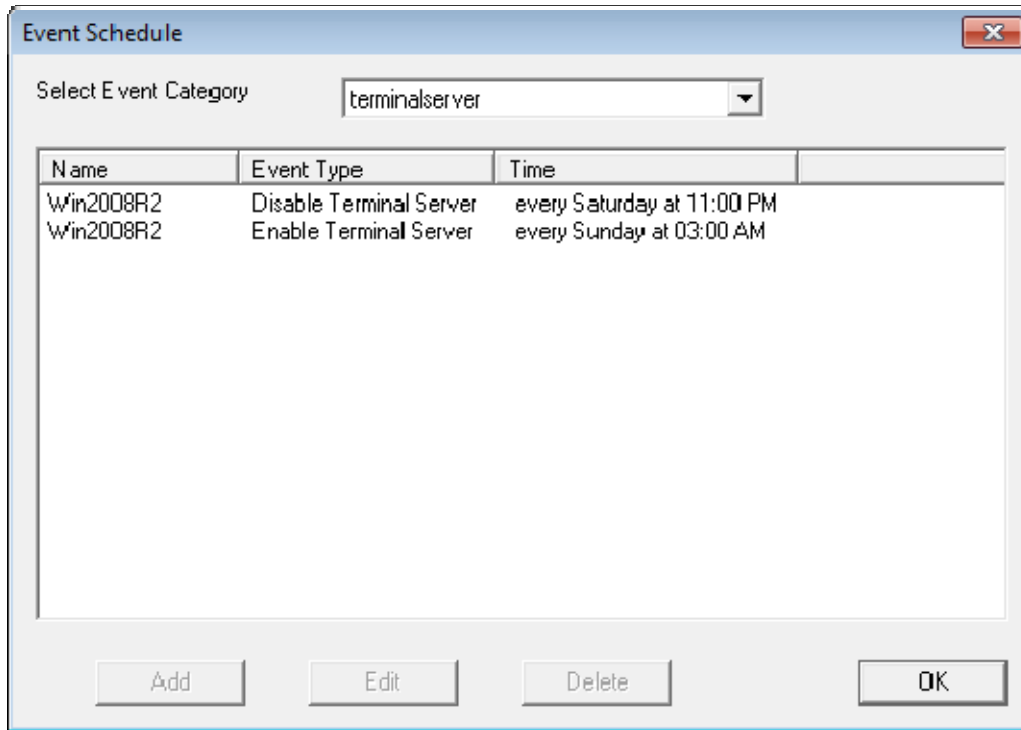 Event Schedule
Select Event Category terminalserver
Name Event Type Time
Win2008R2 Disable Terminal Server every Saturday at 11:00 PM
Win2008R2 Enable Terminal Server every Sunday at 03:00 AM
Add Edit Delete OK